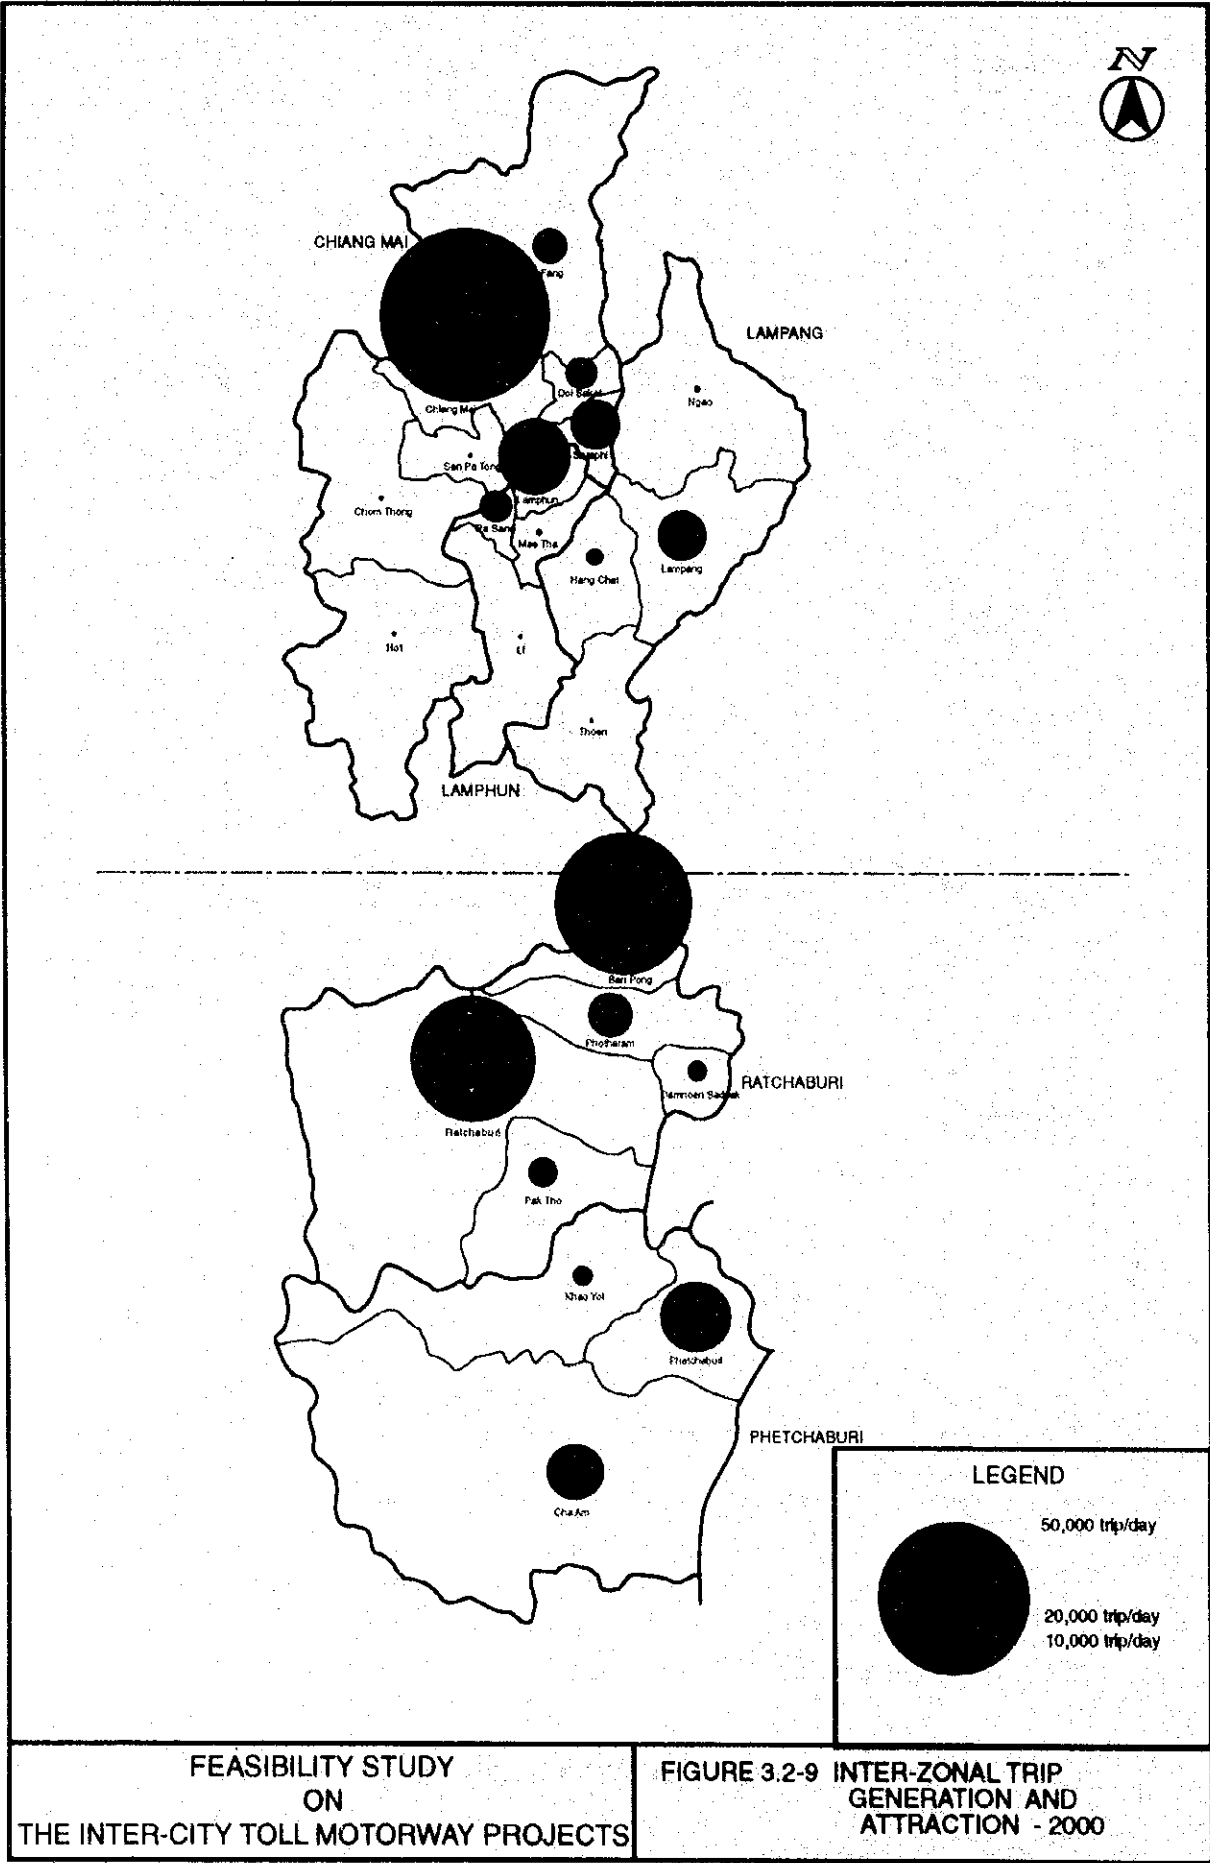 N
CHIANG MAI
Fang
LAMPANG
Doi Saket
Ngao
Chiang Mai
Saraphi
San Pa Tong
Lamphun
Chom Thong
Pa Sang
Mae Tha
Hang Chat
Lampang
Hot
Li
Thoen
LAMPHUN
Ban Pong
Photharam
RATCHABURI
Damnoen Saduak
Ratchaburi
Pak Tho
Khao Yoi
Phetchaburi
PHETCHABURI
Cha Am
LEGEND
50,000 trip/day
20,000 trip/day
10,000 trip/day
FEASIBILITY STUDY
ON
THE INTER-CITY TOLL MOTORWAY PROJECTS
FIGURE 3.2-9 INTER-ZONAL TRIP
GENERATION AND
ATTRACTION - 2000